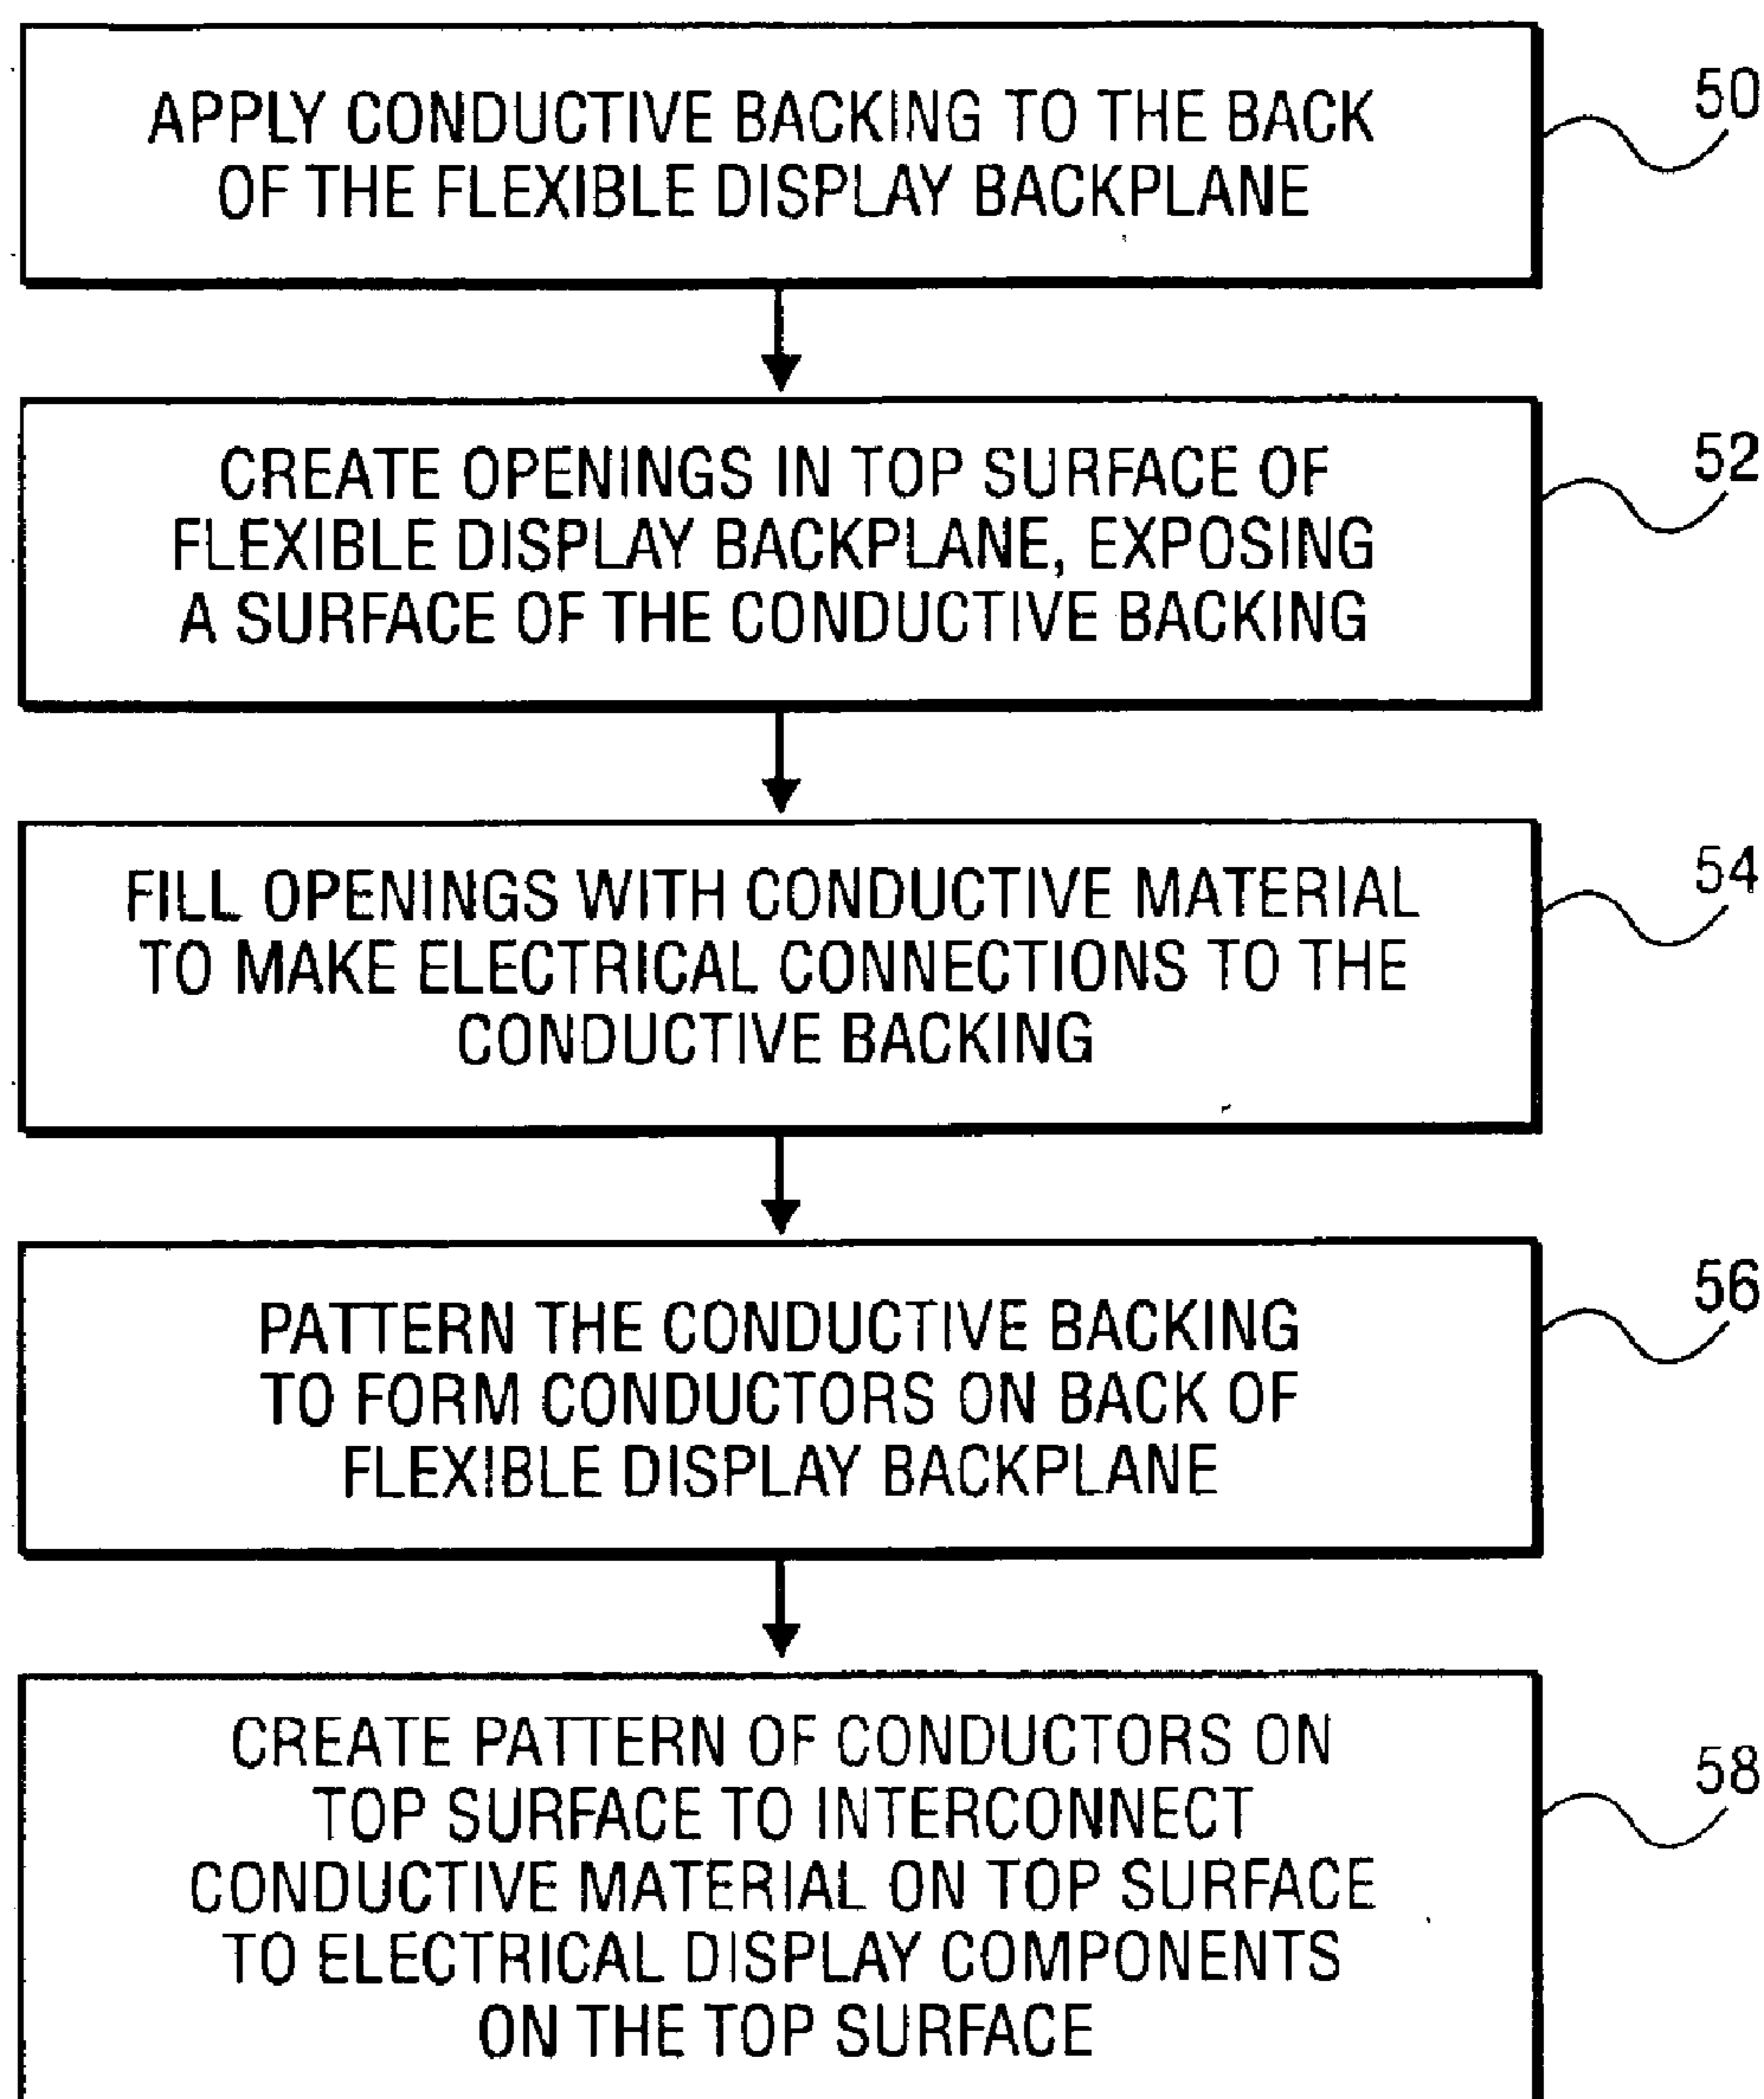 APPLY CONDUCTIVE BACKING TO THE BACK
OF THE FLEXIBLE DISPLAY BACKPLANE
50
CREATE OPENINGS IN TOP SURFACE OF
FLEXIBLE DISPLAY BACKPLANE, EXPOSING
A SURFACE OF THE CONDUCTIVE BACKING
52
FILL OPENINGS WITH CONDUCTIVE MATERIAL
TO MAKE ELECTRICAL CONNECTIONS TO THE
CONDUCTIVE BACKING
54
PATTERN THE CONDUCTIVE BACKING
TO FORM CONDUCTORS ON BACK OF
FLEXIBLE DISPLAY BACKPLANE
56
CREATE PATTERN OF CONDUCTORS ON
TOP SURFACE TO INTERCONNECT
CONDUCTIVE MATERIAL ON TOP SURFACE
TO ELECTRICAL DISPLAY COMPONENTS
ON THE TOP SURFACE
58